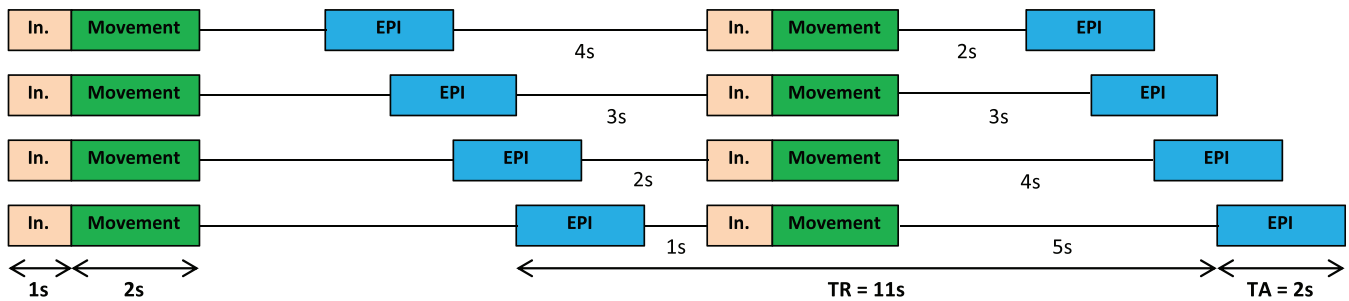 In. Movement EPI In. Movement EPI
4s 2s
In. Movement EPI In. Movement EPI
3s 3s
In. Movement EPI In. Movement EPI
2s 4s
In. Movement EPI In. Movement EPI
1s 5s
1s 2s TR = 11s TA = 2s